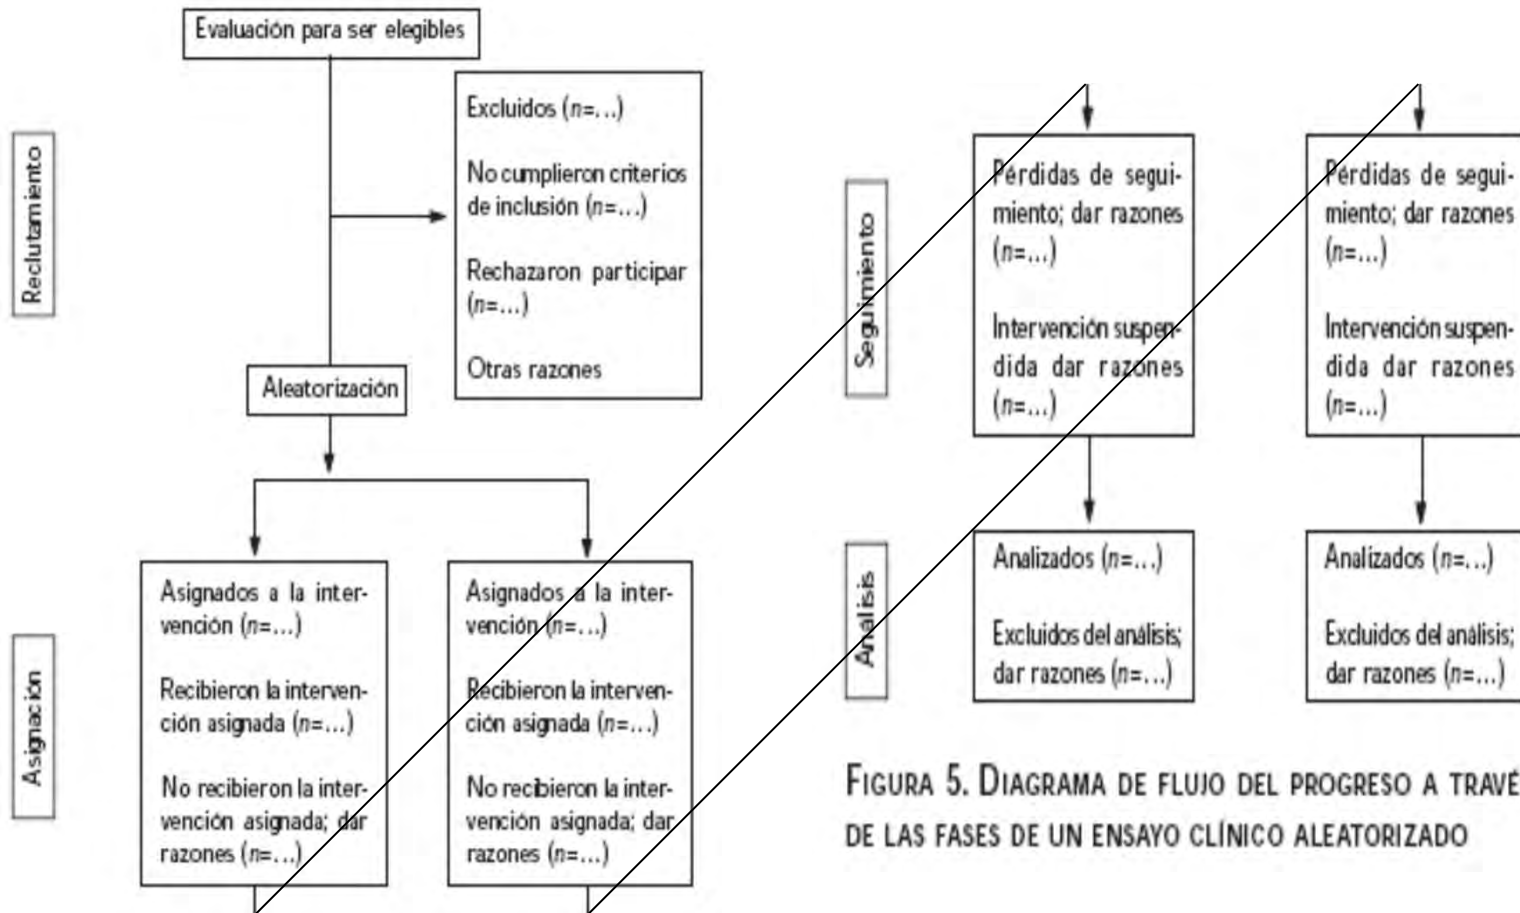 Evaluación para ser elegibles
Reclutamiento
Excluidos (n=...)
No cumplieron criterios
de inclusión (n=...)
Rechazaron participar
(n=...)
Otras razones
Aleatorización
Asignación
Asignados a la inter-
vención (n=...)
Recibieron la interven-
ción asignada (n=...)
No recibieron la inter-
vención asignada; dar
razones (n=...)
Asignados a la inter-
vención (n=...)
Recibieron la interven-
ción asignada (n=...)
No recibieron la inter-
vención asignada; dar
razones (n=...)
Seguimiento
Pérdidas de segui-
miento; dar razones
(n=...)
Intervención suspen-
dida dar razones
(n=...)
Pérdidas de segui-
miento; dar razones
(n=...)
Intervención suspen-
dida dar razones
(n=...)
Analisis
Analizados (n=...)
Excluidos del análisis;
dar razones (n=...)
Analizados (n=...)
Excluidos del análisis;
dar razones (n=...)
FIGURA 5. DIAGRAMA DE FLUJO DEL PROGRESO A TRAVÉ
DE LAS FASES DE UN ENSAYO CLÍNICO ALEATORIZADO